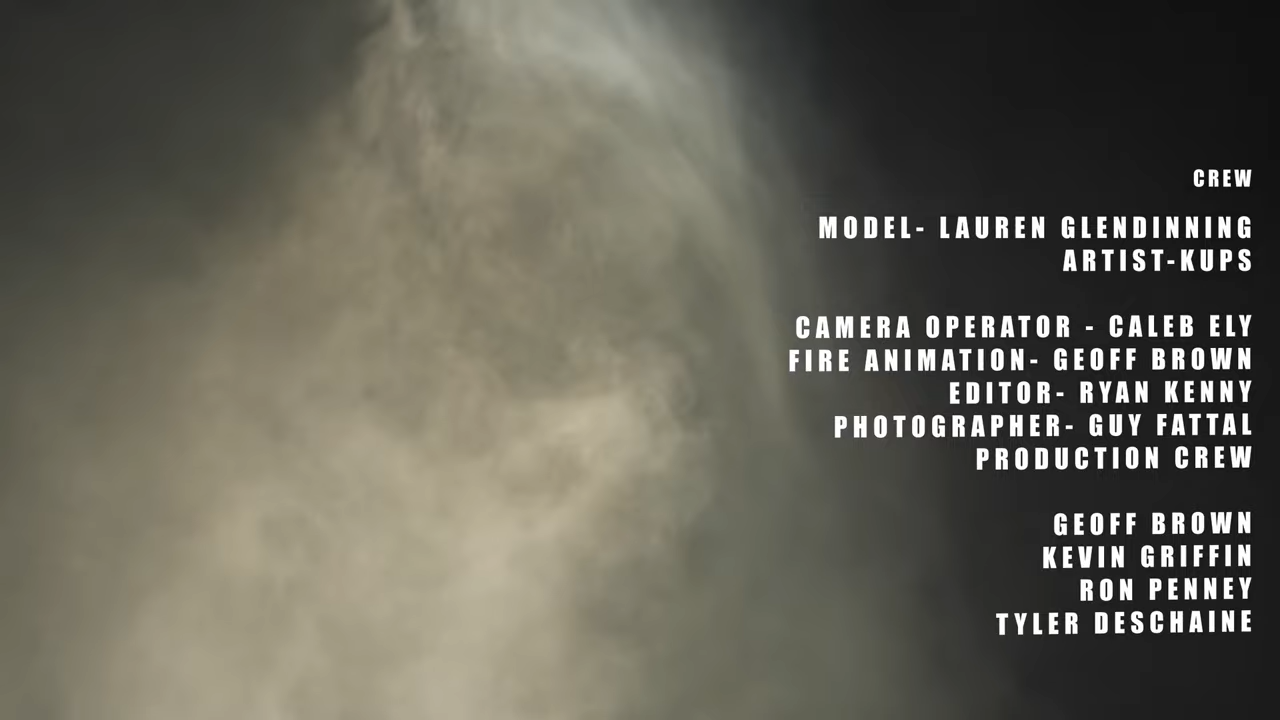 CREW
MODEL- LAUREN GLENDINNING
ARTIST-KUPS
CAMERA OPERATOR - CALEB ELY
FIRE ANIMATION- GEOFF BROWN
EDITOR- RYAN KENNY
PHOTOGRAPHER- GUY FATTAL
PRODUCTION CREW
GEOFF BROWN
KEVIN GRIFFIN
RON PENNEY
TYLER DESCHAINE